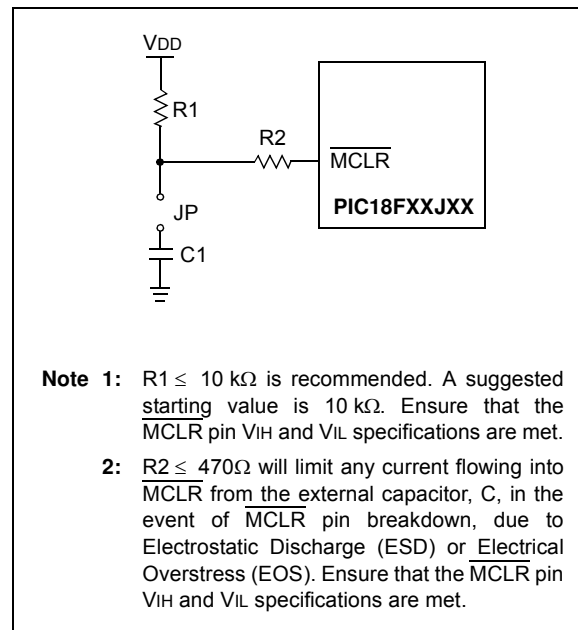 VDD
R1
R2
MCLR
PIC18FXXJXX
JP
C1
Note 1: R1 ≤ 10 kΩ is recommended. A suggested
starting value is 10 kΩ. Ensure that the
MCLR pin VIH and VIL specifications are met.
2: R2 ≤ 470Ω will limit any current flowing into
MCLR from the external capacitor, C, in the
event of MCLR pin breakdown, due to
Electrostatic Discharge (ESD) or Electrical
Overstress (EOS). Ensure that the MCLR pin
VIH and VIL specifications are met.